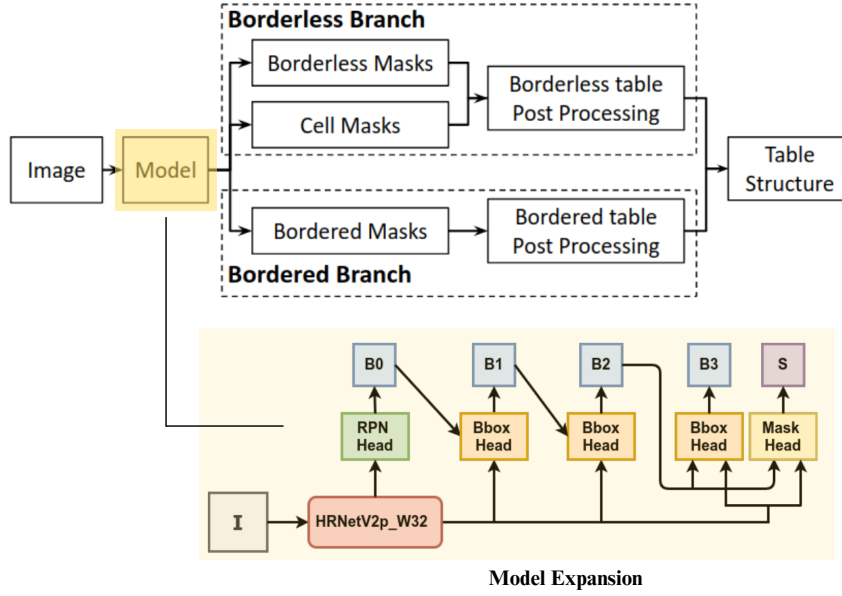 Borderless Branch
Borderless Masks
Cell Masks
Borderless table
Post Processing
Image
Model
Table
Structure
Bordered Masks
Bordered table
Post Processing
Bordered Branch
B0
B1
B2
B3
S
RPN
Head
Bbox
Head
Bbox
Head
Bbox
Head
Mask
Head
I
HRNetV2p_W32
Model Expansion